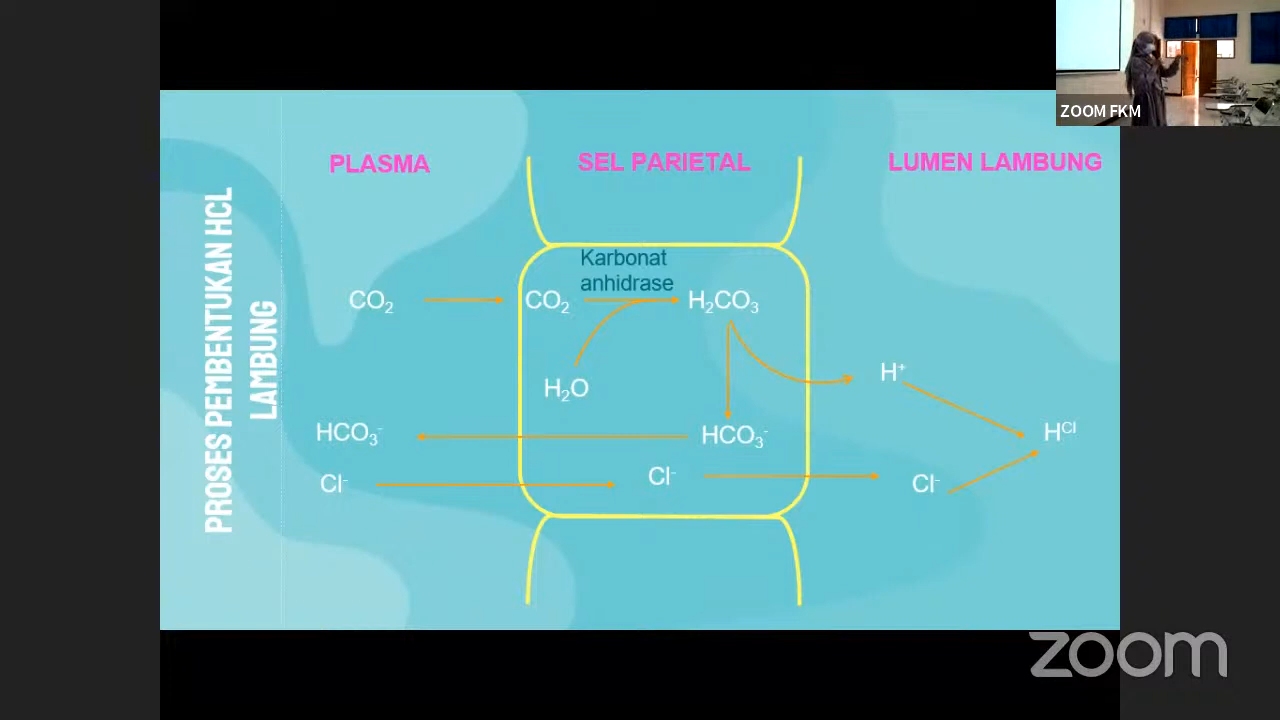 ZOOM FKM
PROSES PEMBENTUKAN HCL
LAMBUNG
PLASMA
SEL PARIETAL
LUMEN LAMBUNG
Karbonat
anhidrase
CO₂
CO₂
H₂CO₃
H₂O
H⁺
HCO₃⁻
HCO₃⁻
H^Cl
Cl⁻
Cl⁻
Cl⁻
zoom